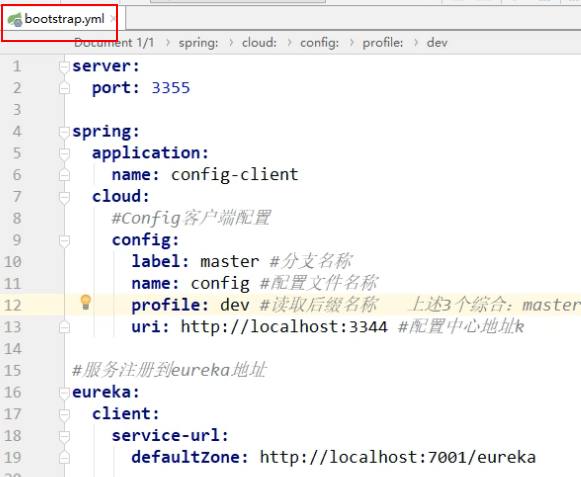 bootstrap.yml
Document 1/1 spring: cloud: config: profile: dev
1 server:
2   port: 3355
3
4 spring:
5   application:
6     name: config-client
7   cloud:
8     #Config客户端配置
9     config:
10       label: master #分支名称
11       name: config #配置文件名称
12       profile: dev #读取后缀名称   上述3个综合：master
13       uri: http://localhost:3344 #配置中心地址k
14
15 #服务注册到eureka地址
16 eureka:
17   client:
18     service-url:
19       defaultZone: http://localhost:7001/eureka